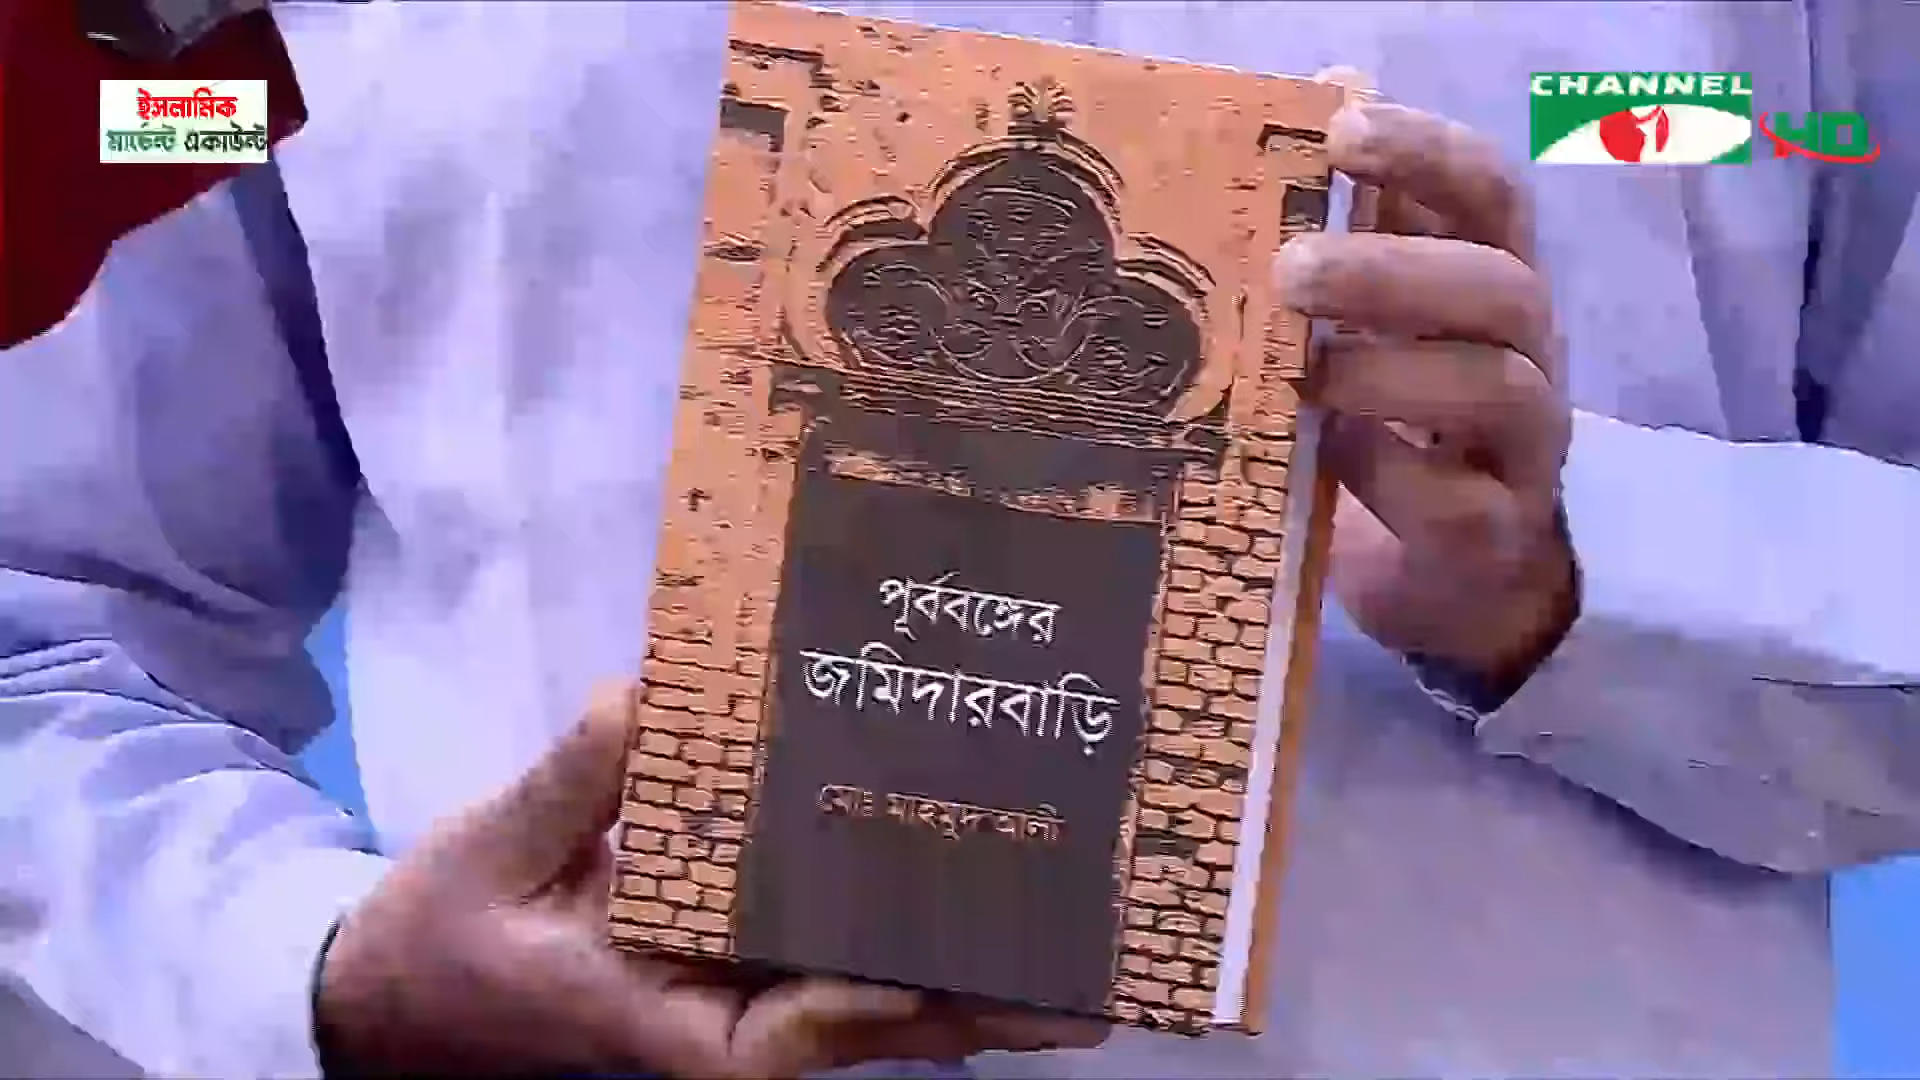 ইসলামিক
মার্চেন্ট একাউন্ট
CHANNEL
HD
পূর্ববঙ্গের
জমিদারবাড়ি
মোঃ মাহমুদ আলী